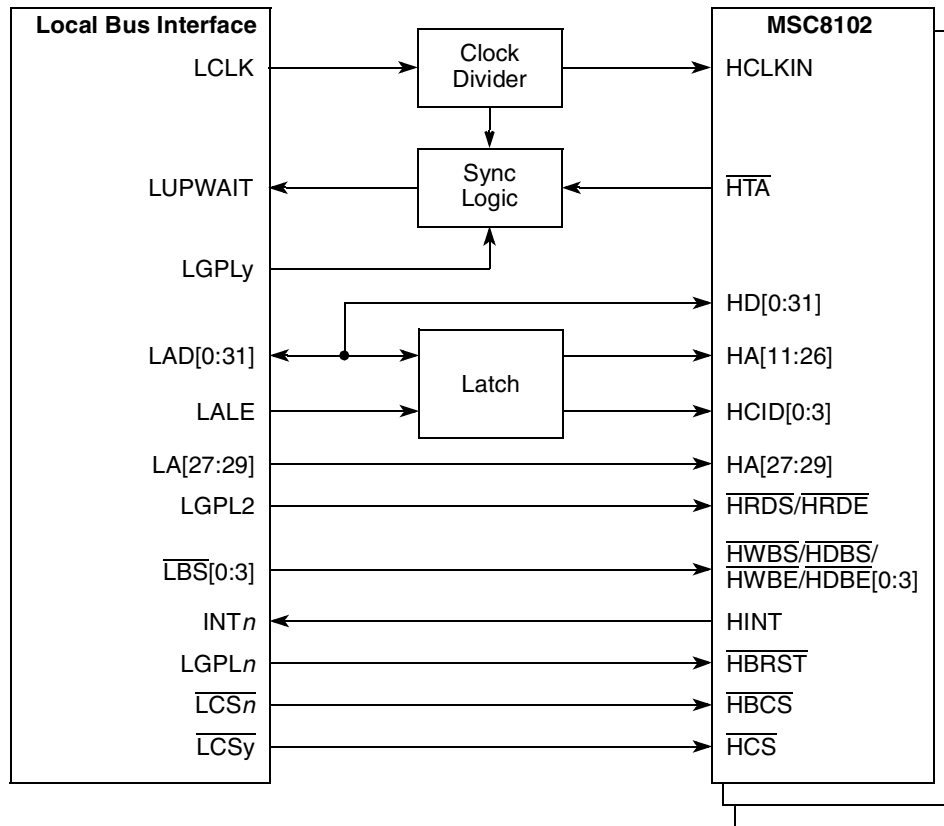 Local Bus Interface
MSC8102
LCLK
Clock
Divider
HCLKIN
LUPWAIT
Sync
Logic
HTA
LGPLy
HD[0:31]
LAD[0:31]
Latch
HA[11:26]
LALE
HCID[0:3]
LA[27:29]
HA[27:29]
LGPL2
HRDS/HRDE
LBS[0:3]
HWBS/HDBS/
HWBE/HDBE[0:3]
INTn
HINT
LGPLn
HBRST
LCSn
HBCS
LCSy
HCS